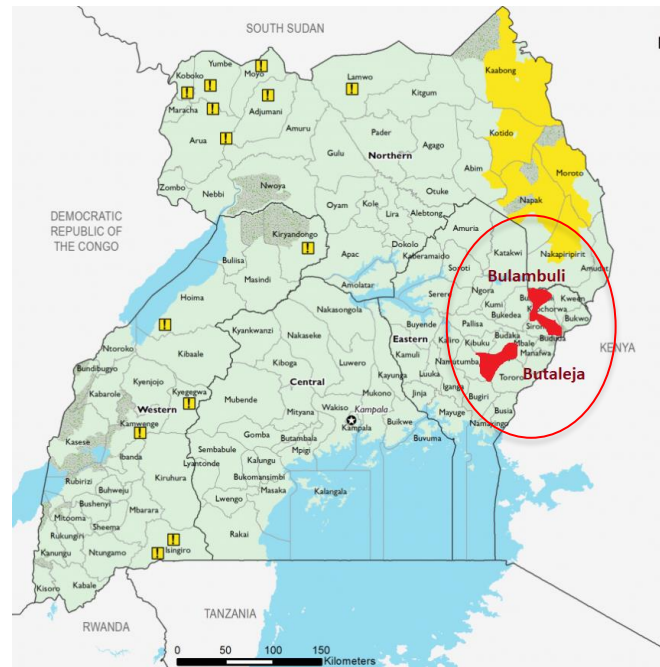 SOUTH SUDAN
Yumbe
Moyo
Koboko
Lamwo
Kaabong
Kitgum
Maracha
Adjumani
Amuru
Arua
Kotido
Pader
Agago
Gulu
Northern
Moroto
Abim
Zombo
Nebbi
Nwoya
Otuke
Napak
Oyam
Kole
Lira
Alebtong
DEMOCRATIC
REPUBLIC OF
THE CONGO
Kiryandongo
Amuria
Dokolo
Nakapiripirit
Katakwi
Buliisa
Apac
Kaberamaido
Soroti
Amudat
Masindi
Bulambuli
Amolatar
Ngora
Serere
Hoima
Kumi
Kween
Nakasongola
Bukedea
Bukwo
Buyende
Pallisa
Kyankwanzi
Eastern
Budaka
Ntoroko
Nakaseke
Kaliro
Kibuku
Mbale
Bududa
KENYA
Kibaale
Kamuli
Manafwa
Bundibugyo
Kiboga
Luwero
Namutumba
Kyenjojo
Central
Kayunga
Luuka
Butaleja
Kabarole
Iganga
Tororo
Kyegegwa
Mubende
Mukono
Jinja
Bugiri
Western
Mityana
Wakiso
Kampala
Mayuge
Busia
Kamwenge
Kampala
Buikwe
Namayingo
Kasese
Gomba
Butambala
Buvuma
Sembabule
Mpigi
Ibanda
Lyantonde
Kalungu
Rubirizi
Kiruhura
Bukomansimbi
Buhweju
Masaka
Bushenyi
Mbarara
Lwengo
Kalangala
Mitooma
Sheema
Rukungiri
Rakai
Kanungu
Ntungamo
Isingiro
Kabale
Kisoro
TANZANIA
RWANDA
0 50 100 150
Kilometers